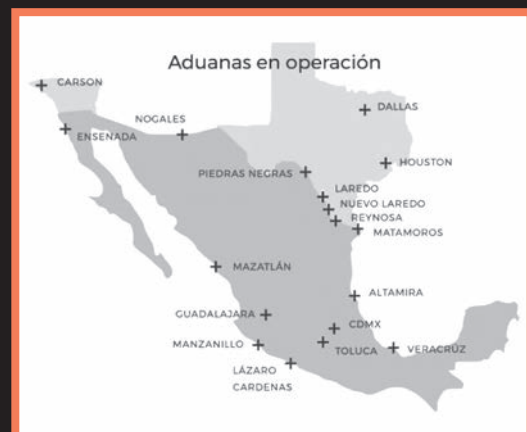 Aduanas en operación
CARSON
DALLAS
NOGALES
ENSENADA
HOUSTON
PIEDRAS NEGRAS
LAREDO
NUEVO LAREDO
REYNOSA
MATAMOROS
MAZATLÁN
ALTAMIRA
GUADALAJARA
CDMX
MANZANILLO
TOLUCA
VERACRÚZ
LÁZARO
CARDENAS